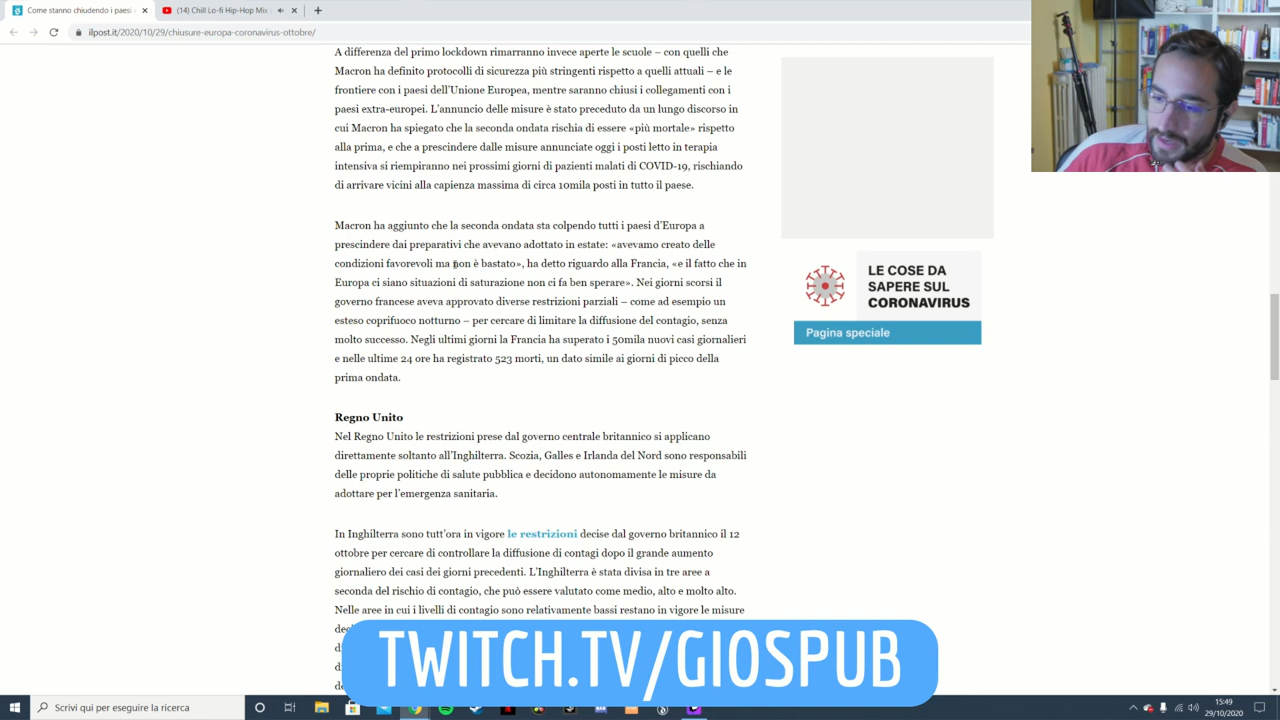 Come stanno chiudendo i paesi
(14) Chill Lo-fi Hip-Hop Mix
ilpost.it/2020/10/29/chiusure-europa-coronavirus-ottobre/
A differenza del primo lockdown rimarranno invece aperte le scuole – con quelli che
Macron ha definito protocolli di sicurezza più stringenti rispetto a quelli attuali – e le
frontiere con i paesi dell'Unione Europea, mentre saranno chiusi i collegamenti con i
paesi extra-europei. L'annuncio delle misure è stato preceduto da un lungo discorso in
cui Macron ha spiegato che la seconda ondata rischia di essere «più mortale» rispetto
alla prima, e che a prescindere dalle misure annunciate oggi i posti letto in terapia
intensiva si riempiranno nei prossimi giorni di pazienti malati di COVID-19, rischiando
di arrivare vicini alla capienza massima di circa 10mila posti in tutto il paese.
Macron ha aggiunto che la seconda ondata sta colpendo tutti i paesi d'Europa a
prescindere dai preparativi che avevano adottato in estate: «avevamo creato delle
condizioni favorevoli ma non è bastato», ha detto riguardo alla Francia, «e il fatto che in
Europa ci siano situazioni di saturazione non ci fa ben sperare». Nei giorni scorsi il
governo francese aveva approvato diverse restrizioni parziali – come ad esempio un
esteso coprifuoco notturno – per cercare di limitare la diffusione del contagio, senza
molto successo. Negli ultimi giorni la Francia ha superato i 50mila nuovi casi giornalieri
e nelle ultime 24 ore ha registrato 523 morti, un dato simile ai giorni di picco della
prima ondata.
LE COSE DA
SAPERE SUL
CORONAVIRUS
Pagina speciale
Regno Unito
Nel Regno Unito le restrizioni prese dal governo centrale britannico si applicano
direttamente soltanto all'Inghilterra. Scozia, Galles e Irlanda del Nord sono responsabili
delle proprie politiche di salute pubblica e decidono autonomamente le misure da
adottare per l'emergenza sanitaria.
In Inghilterra sono tutt'ora in vigore le restrizioni decise dal governo britannico il 12
ottobre per cercare di controllare la diffusione di contagi dopo il grande aumento
giornaliero dei casi dei giorni precedenti. L'Inghilterra è stata divisa in tre aree a
seconda del rischio di contagio, che può essere valutato come medio, alto e molto alto.
Nelle aree in cui i livelli di contagio sono relativamente bassi restano in vigore le misure
TWITCH.TV/GIOSPUB
Scrivi qui per eseguire la ricerca
15:49
29/10/2020